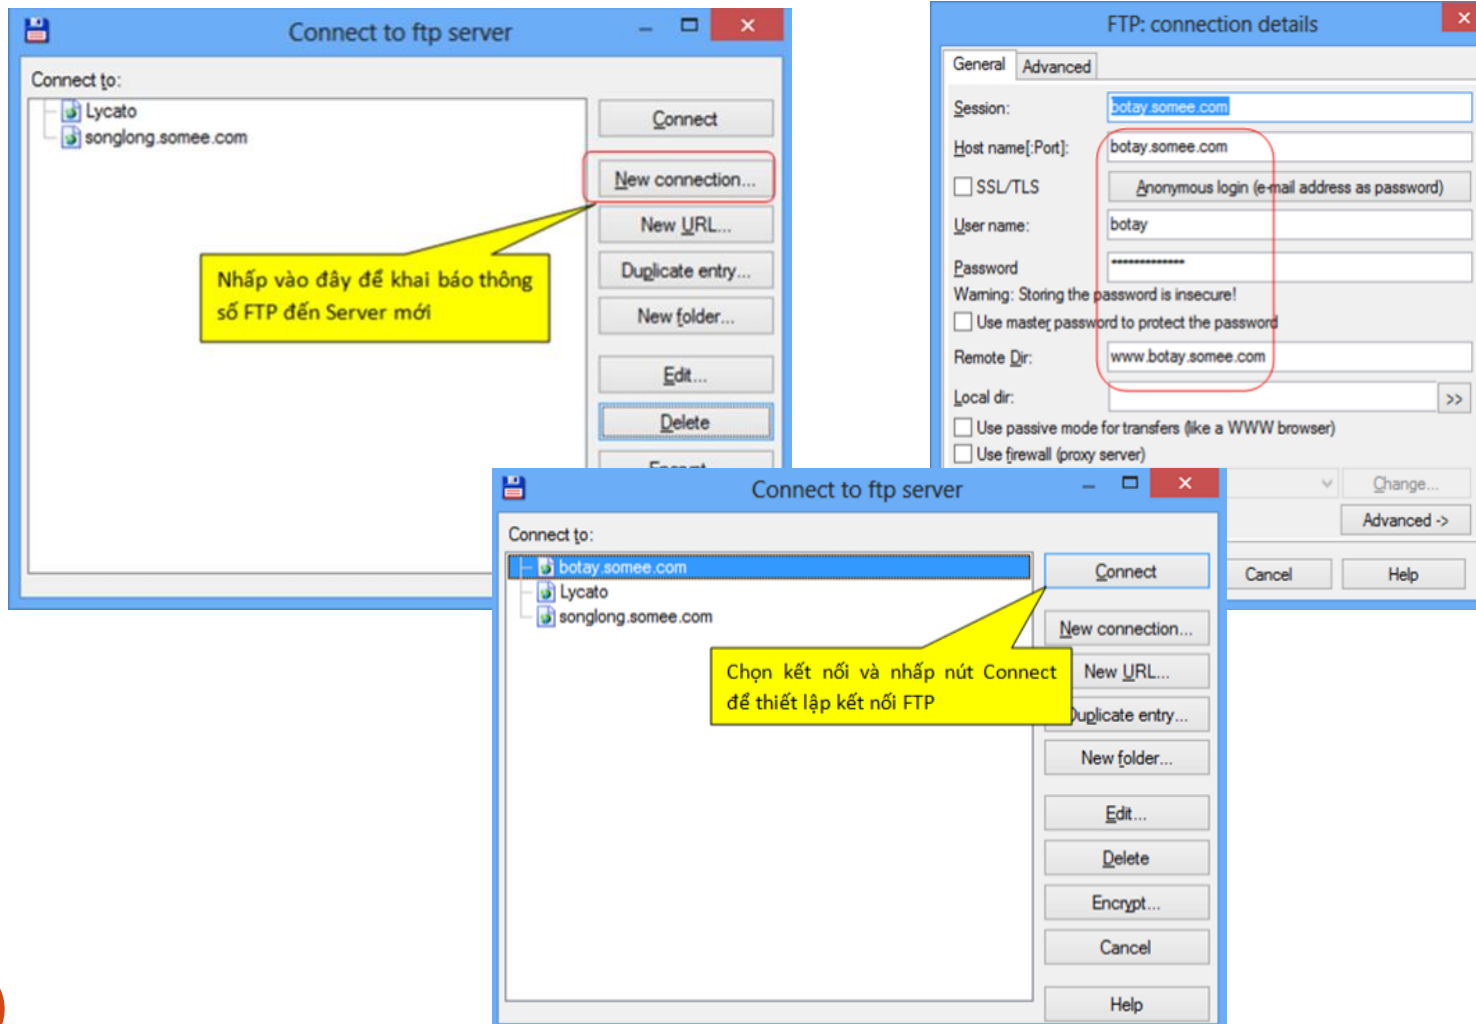 Connect to ftp server
Connect to:
Lycato
songlong.somee.com
Connect
New connection...
New URL...
Duplicate entry...
New folder...
Edit...
Delete
Nhấp vào đây để khai báo thông
số FTP đến Server mới
FTP: connection details
General Advanced
Session: botay.somee.com
Host name[:Port]: botay.somee.com
SSL/TLS Anonymous login (e-mail address as password)
User name: botay
Password *************
Warning: Storing the password is insecure!
Use master password to protect the password
Remote Dir: www.botay.somee.com
Local dir: >>
Use passive mode for transfers (like a WWW browser)
Use firewall (proxy server)
Change...
Advanced ->
Cancel Help
Connect to ftp server
Connect to:
botay.somee.com
Lycato
songlong.somee.com
Connect
New connection...
New URL...
Duplicate entry...
New folder...
Edit...
Delete
Encrypt...
Cancel
Help
Chọn kết nối và nhấp nút Connect
để thiết lập kết nối FTP